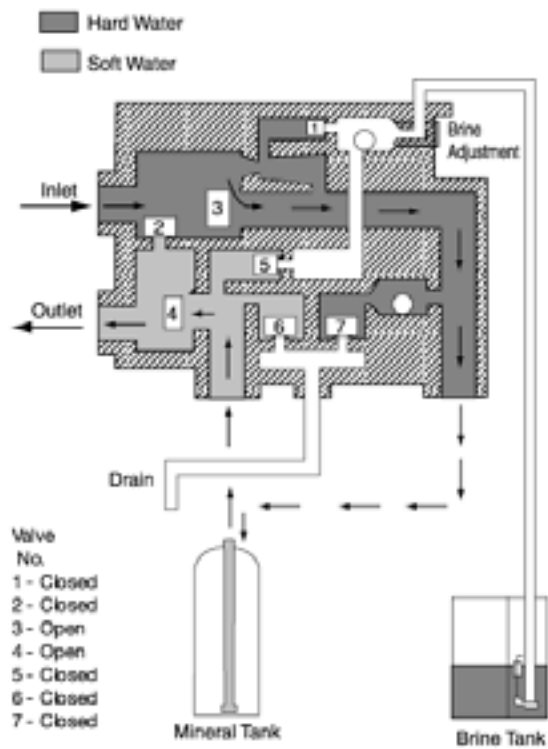 Hard Water
Soft Water
1
Brine
Adjustment
Inlet
3
2
5
Outlet
4
6
7
Drain
Valve
No.
1 - Closed
2 - Closed
3 - Open
4 - Open
5 - Closed
6 - Closed
7 - Closed
Mineral Tank
Brine Tank